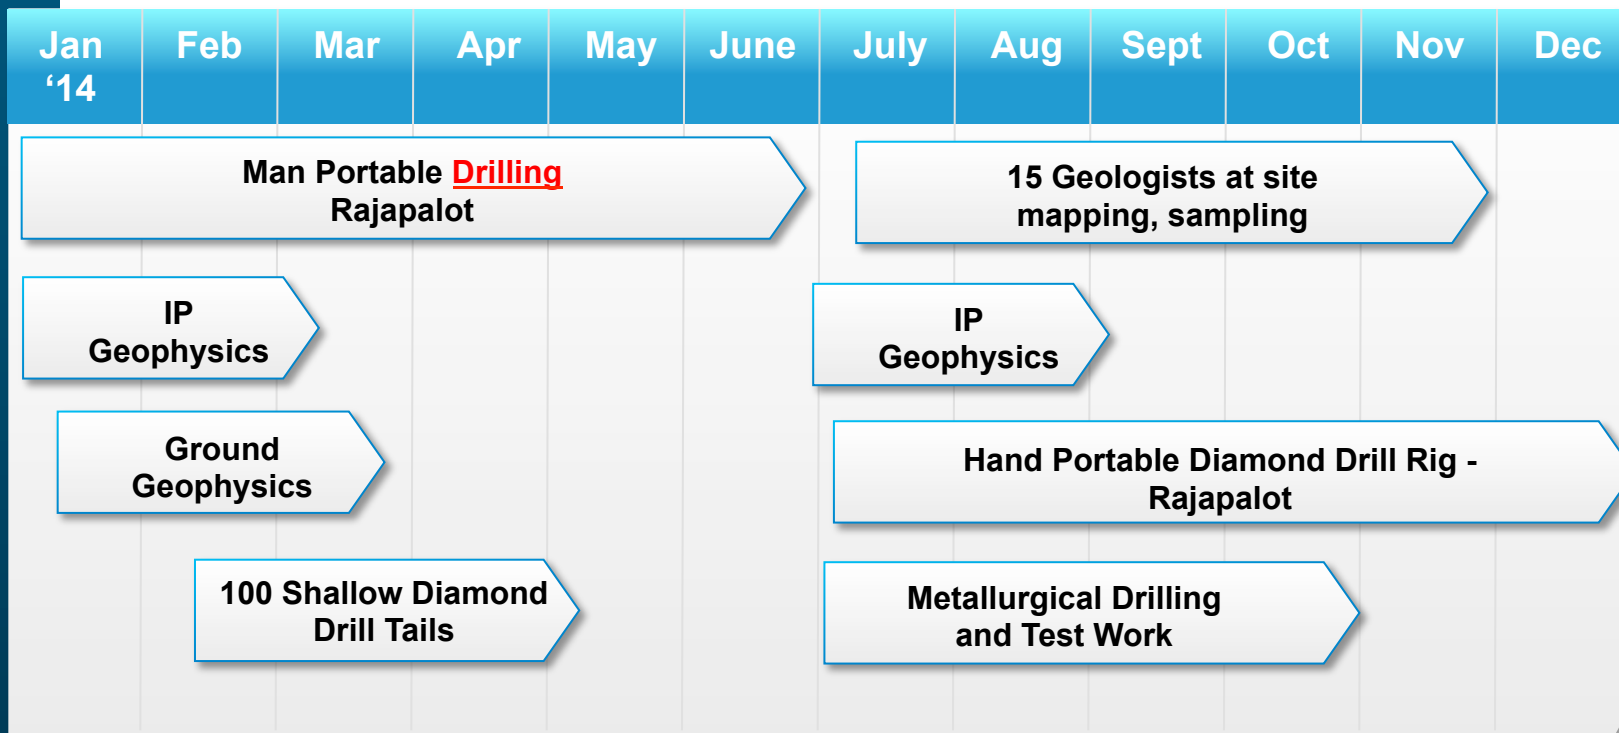 Jan Feb Mar Apr May June July Aug Sept Oct Nov Dec
‘14
Man Portable Drilling
Rajapalot
15 Geologists at site
mapping, sampling
IP
Geophysics
IP
Geophysics
Ground
Geophysics
Hand Portable Diamond Drill Rig -
Rajapalot
100 Shallow Diamond
Drill Tails
Metallurgical Drilling
and Test Work